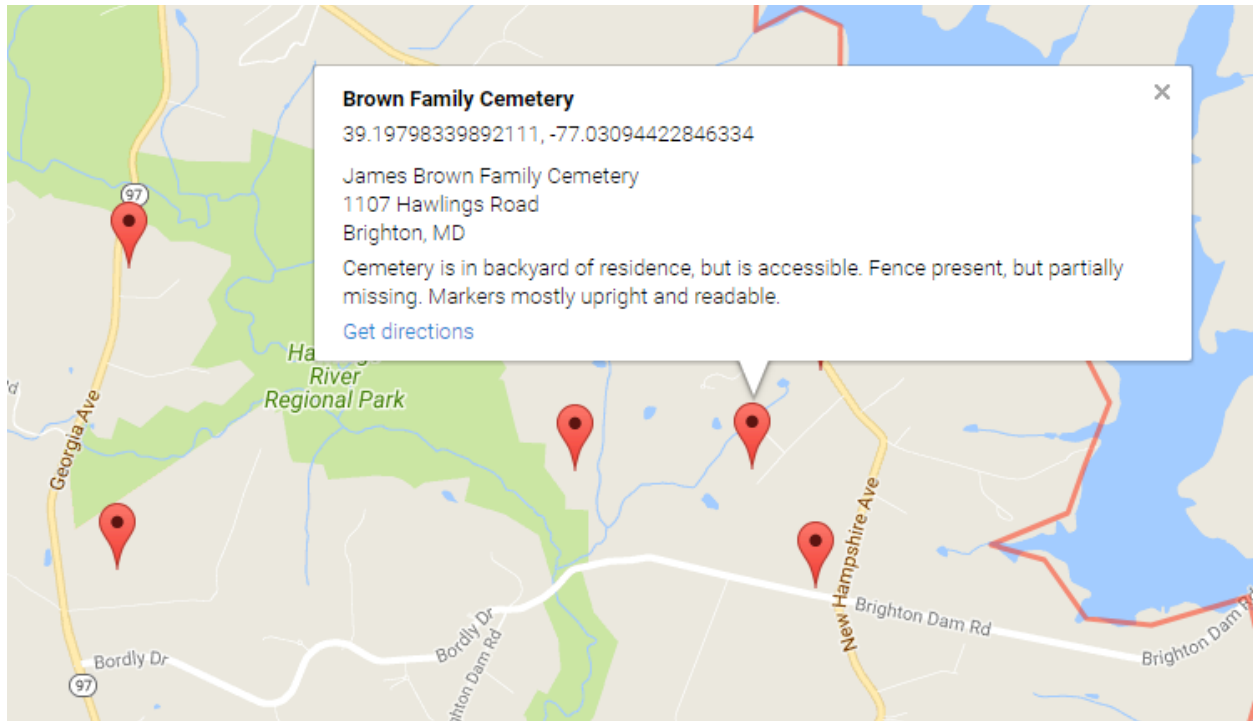 Brown Family Cemetery
39.19798339892111, -77.03094422846334
James Brown Family Cemetery
1107 Hawlings Road
Brighton, MD
Cemetery is in backyard of residence, but is accessible. Fence present, but partially
missing. Markers mostly upright and readable.
Get directions
97
Ha
River
Regional Park
Georgia Ave
New Hampshire Ave
Brighton Dam Rd
Brighton Dam Rd
Bordly Dr
Bordly Dr
hton Dam Rd
97